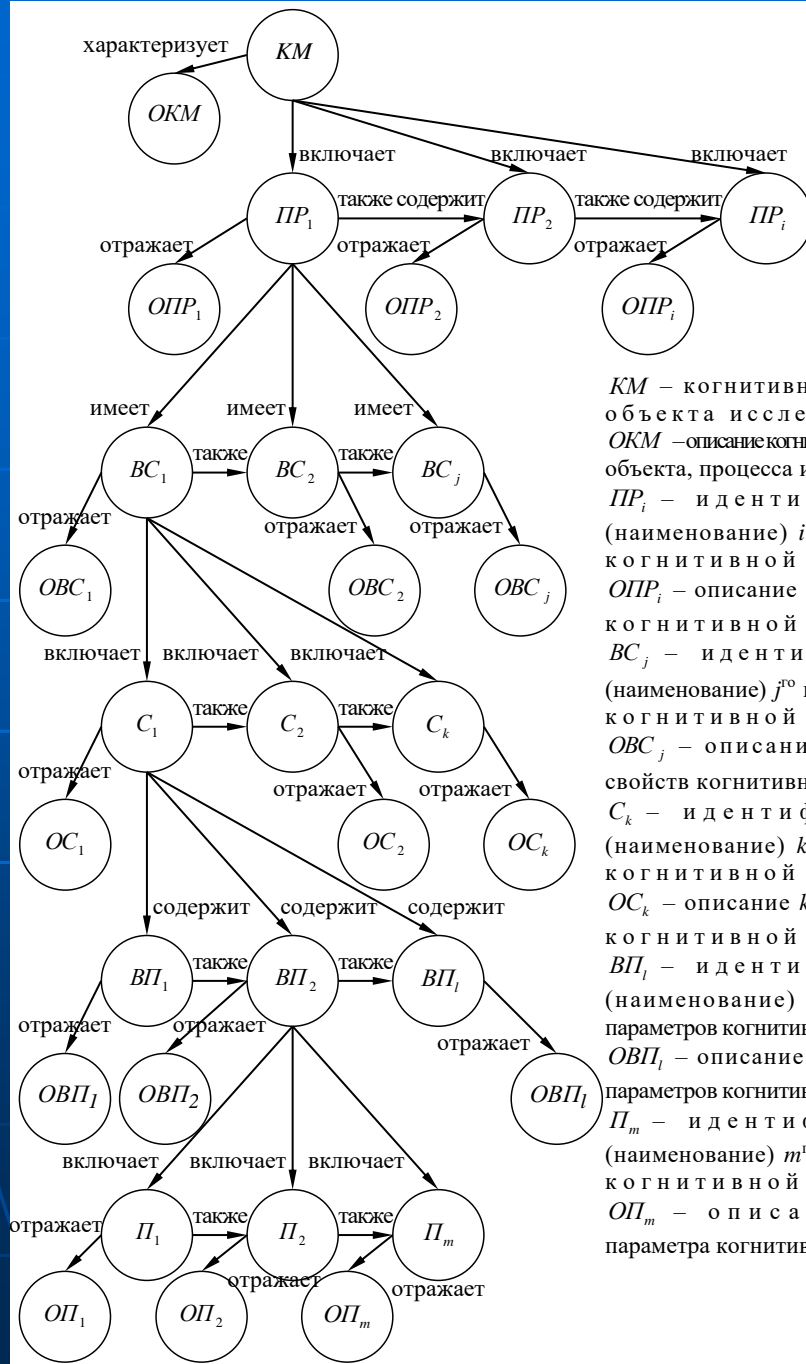 характеризует
КМ
ОКМ
включает включает включает
ПР₁ также содержит ПР₂ также содержит ПРᵢ
отражает отражает отражает
ОПР₁ ОПР₂ ОПРᵢ
имеет имеет имеет
ВС₁ также ВС₂ также ВСⱼ
отражает отражает отражает
ОВС₁ ОВС₂ ОВСⱼ
включает включает включает
С₁ также С₂ также Сₖ
отражает отражает отражает
ОС₁ ОС₂ ОСₖ
содержит содержит содержит
ВП₁ также ВП₂ также ВПₗ
отражает отражает отражает
ОВП₁ ОВП₂ ОВПₗ
включает включает включает
П₁ также П₂ также Пₘ
отражает отражает отражает
ОП₁ ОП₂ ОПₘ
КМ – когнитивн
объекта иссле
ОКМ – описание когни
объекта, процесса и
ПРᵢ – иденти
(наименование) i
когнитивной
ОПРᵢ – описание
когнитивной
ВСⱼ – иденти
(наименование) jᵍᵒ
когнитивной
ОВСⱼ – описани
свойств когнитивн
Сₖ – идентиф
(наименование) k
когнитивной
ОСₖ – описание k
когнитивной
ВПₗ – иденти
(наименование)
параметров когнитив
ОВПₗ – описание
параметров когнитив
Пₘ – идентиф
(наименование) m
когнитивной
ОПₘ – описа
параметра когнитив